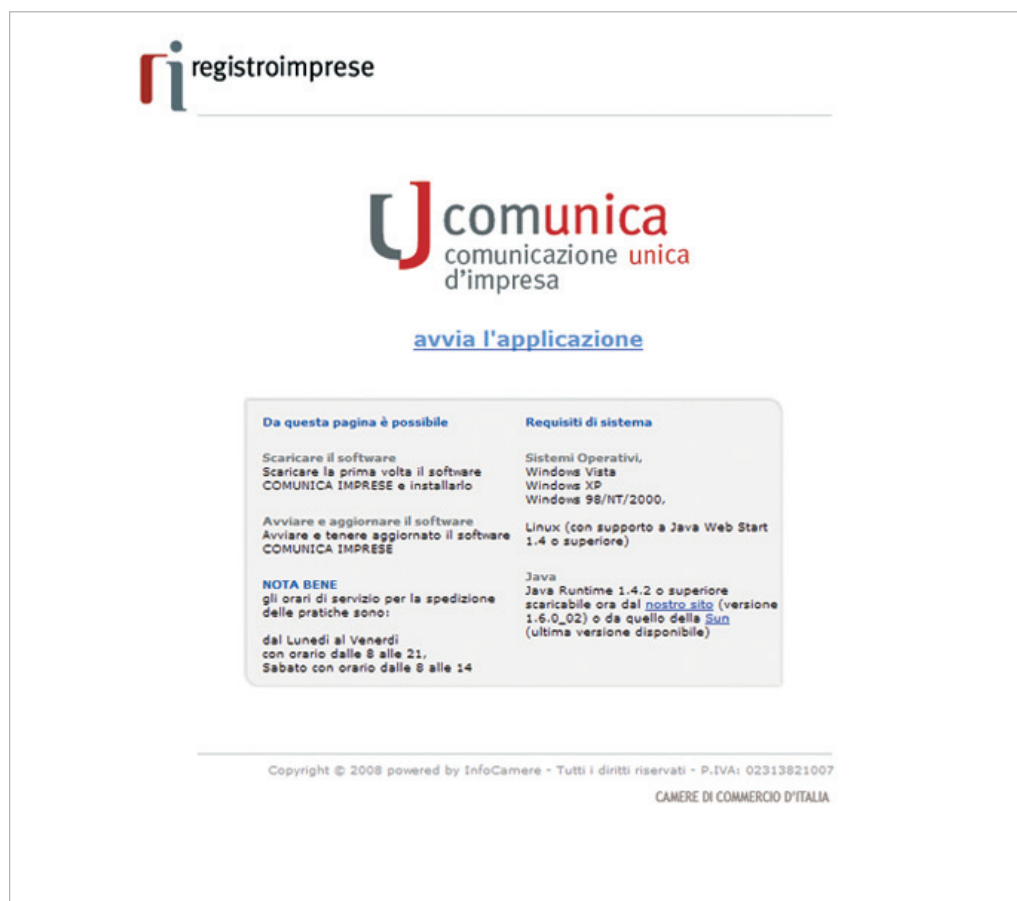 ri registroimprese
comunica
comunicazione unica
d'impresa
avvia l'applicazione
Da questa pagina è possibile
Scaricare il software
Scaricare la prima volta il software
COMUNICA IMPRESE e installarlo
Avviare e aggiornare il software
Avviare e tenere aggiornato il software
COMUNICA IMPRESE
NOTA BENE
gli orari di servizio per la spedizione
delle pratiche sono:
dal Lunedì al Venerdì
con orario dalle 8 alle 21,
Sabato con orario dalle 8 alle 14
Requisiti di sistema
Sistemi Operativi,
Windows Vista
Windows XP
Windows 98/NT/2000,
Linux (con supporto a Java Web Start
1.4 o superiore)
Java
Java Runtime 1.4.2 o superiore
scaricabile ora dal nostro sito (versione
1.6.0_02) o da quello della Sun
(ultima versione disponibile)
Copyright © 2008 powered by InfoCamere - Tutti i diritti riservati - P.IVA: 02313821007
CAMERE DI COMMERCIO D'ITALIA